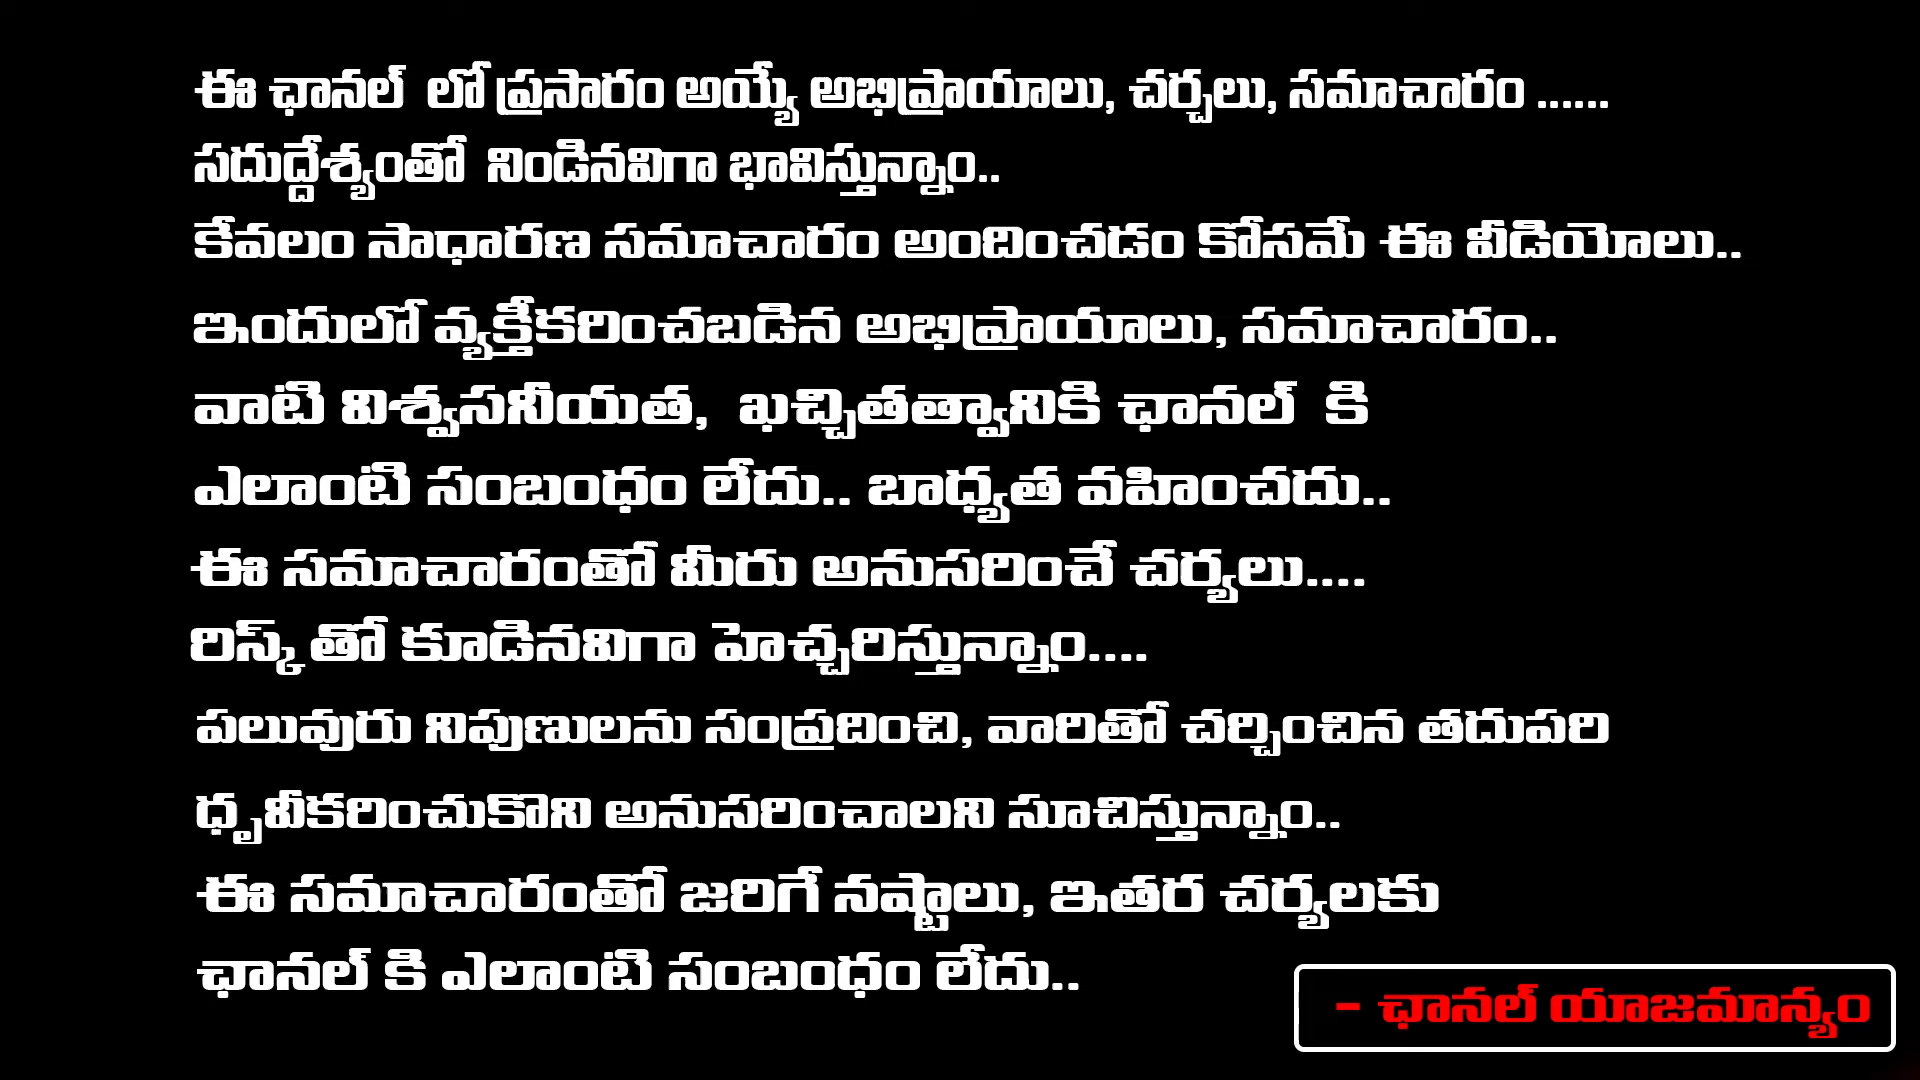 ఈ ఛానల్ లో ప్రసారం అయ్యే అభిప్రాయాలు, చర్చలు, సమాచారం ......
సదుద్దేశ్యంతో నిండినవిగా భావిస్తున్నాం..
కేవలం సాధారణ సమాచారం అందించడం కోసమే ఈ వీడియోలు..
ఇందులో వ్యక్తీకరించబడిన అభిప్రాయాలు, సమాచారం..
వాటి విశ్వసనీయత, ఖచ్చితత్వానికి ఛానల్ కి
ఎలాంటి సంబంధం లేదు.. బాధ్యత వహించదు..
ఈ సమాచారంతో మీరు అనుసరించే చర్యలు....
రిస్క్ తో కూడినవిగా హెచ్చరిస్తున్నాం....
పలువురు నిపుణులను సంప్రదించి, వారితో చర్చించిన తదుపరి
ధృవీకరించుకొని అనుసరించాలని సూచిస్తున్నాం..
ఈ సమాచారంతో జరిగే నష్టాలు, ఇతర చర్యలకు
ఛానల్ కి ఎలాంటి సంబంధం లేదు..
- ఛానల్ యాజమాన్యం